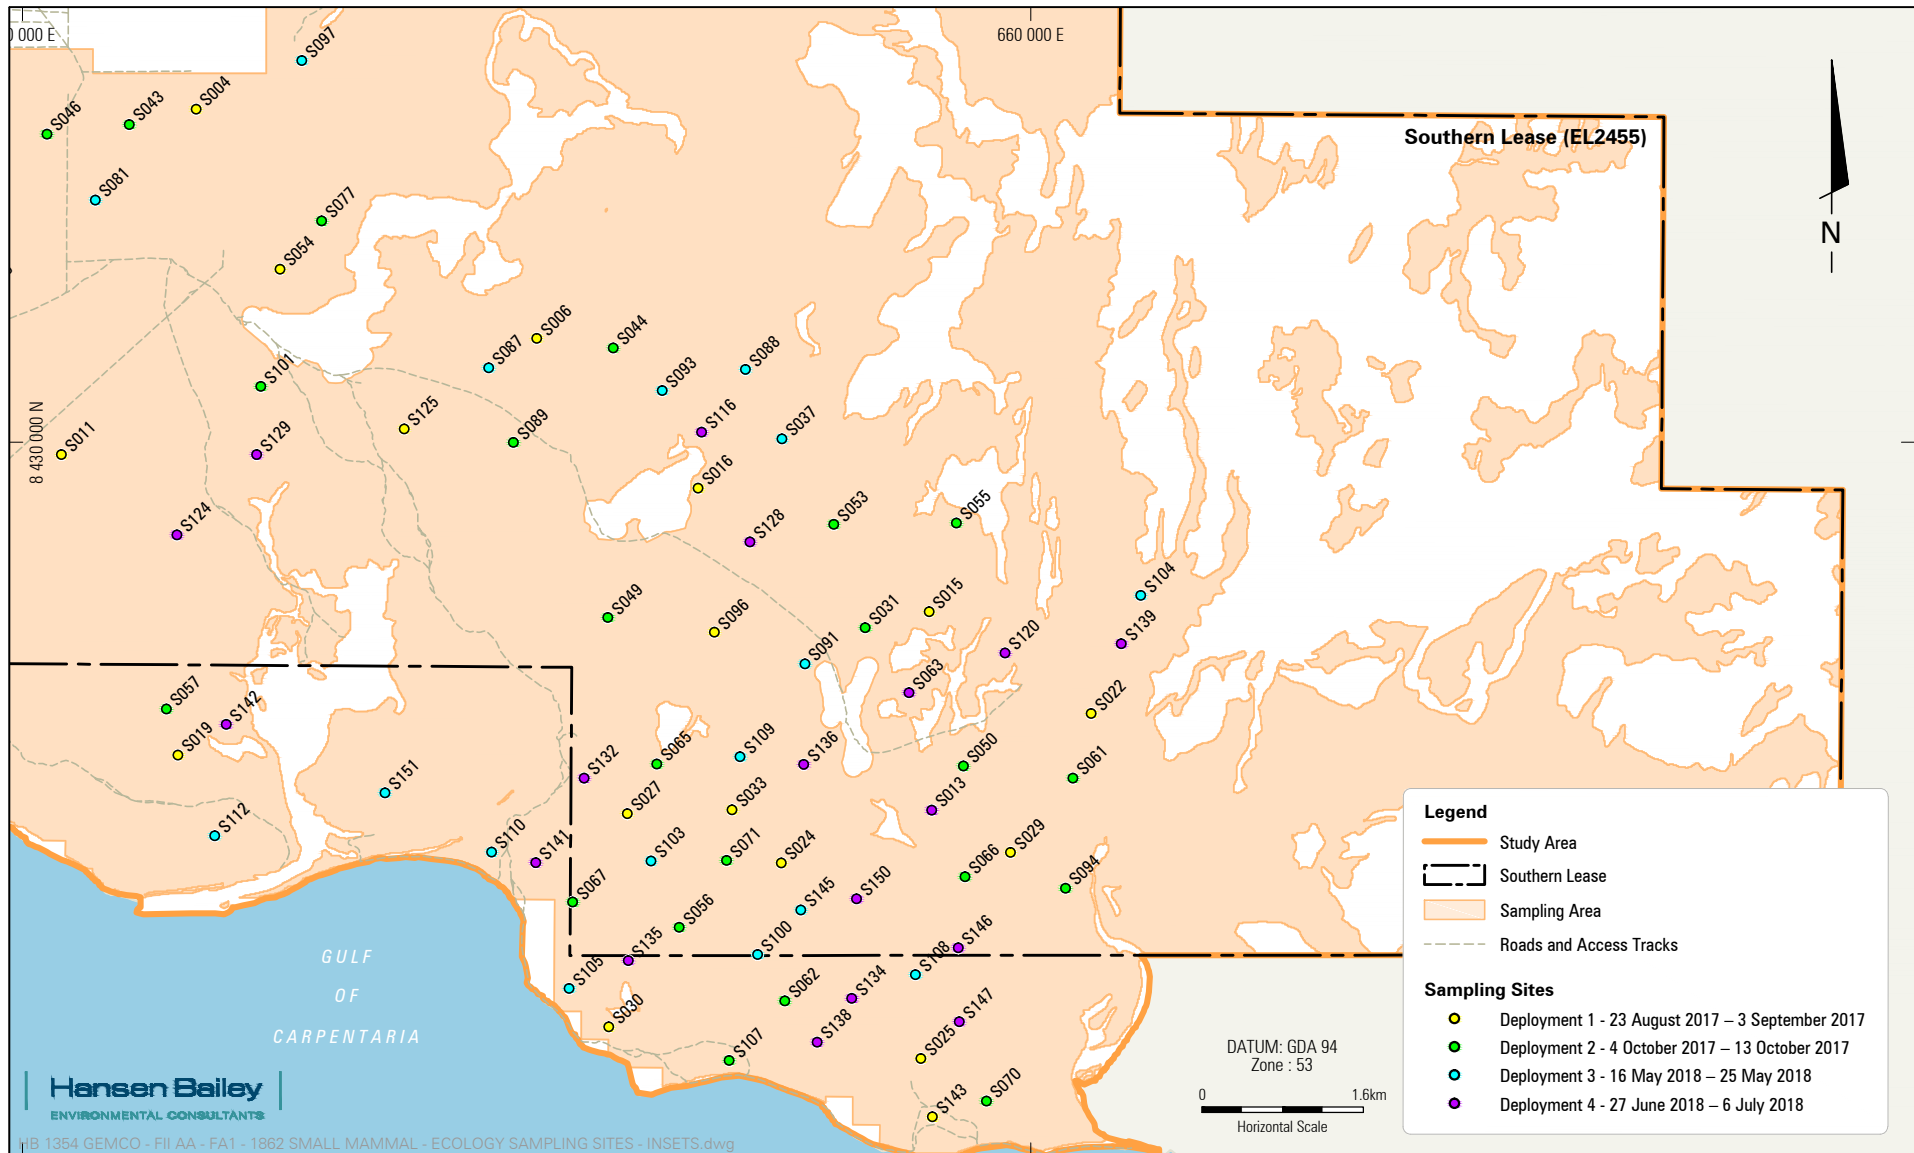 0 000 E
660 000 E
8 430 000 N
Southern Lease (EL2455)
N
S097
S004
S043
S046
S081
S077
S054
S006
S044
S087
S088
S093
S101
S125
S116
S037
S089
S129
S011
S016
S124
S128
S053
S055
S104
S049
S096
S031
S015
S139
S120
S091
S063
S022
S057
S142
S019
S132
S065
S109
S136
S050
S061
S151
S027
S033
S013
S112
S110
S141
S103
S071
S024
S029
S066
S094
S067
S056
S145
S150
S135
S100
S146
S108
S105
S062
S134
S030
S138
S147
S107
S025
S143
S070
GULF
OF
CARPENTARIA
Hansen Bailey
ENVIRONMENTAL CONSULTANTS
HB 1354 GEMCO - FII AA - FA1 - 1862 SMALL MAMMAL - ECOLOGY SAMPLING SITES - INSETS.dwg
DATUM: GDA 94
Zone : 53
0 1.6km
Horizontal Scale
Legend
Study Area
Southern Lease
Sampling Area
Roads and Access Tracks
Sampling Sites
Deployment 1 - 23 August 2017 – 3 September 2017
Deployment 2 - 4 October 2017 – 13 October 2017
Deployment 3 - 16 May 2018 – 25 May 2018
Deployment 4 - 27 June 2018 – 6 July 2018